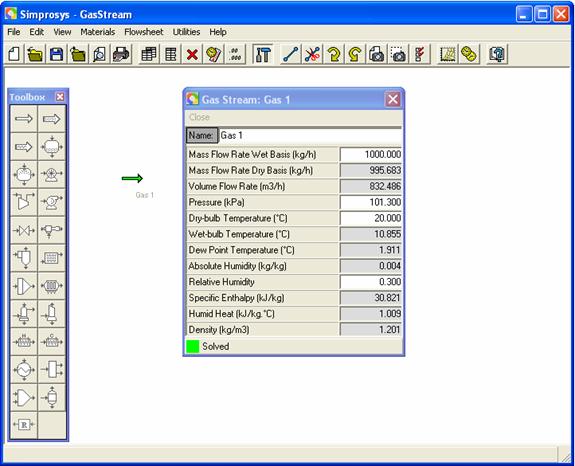 Simprosys - GasStream
File Edit View Materials Flowsheet Utilities Help
.00
.000
Toolbox
R
Gas 1
Gas Stream: Gas 1
Close
Name: Gas 1
Mass Flow Rate Wet Basis (kg/h) 1000.000
Mass Flow Rate Dry Basis (kg/h) 995.683
Volume Flow Rate (m3/h) 832.486
Pressure (kPa) 101.300
Dry-bulb Temperature (°C) 20.000
Wet-bulb Temperature (°C) 10.855
Dew Point Temperature (°C) 1.911
Absolute Humidity (kg/kg) 0.004
Relative Humidity 0.300
Specific Enthalpy (kJ/kg) 30.821
Humid Heat (kJ/kg.°C) 1.009
Density (kg/m3) 1.201
Solved